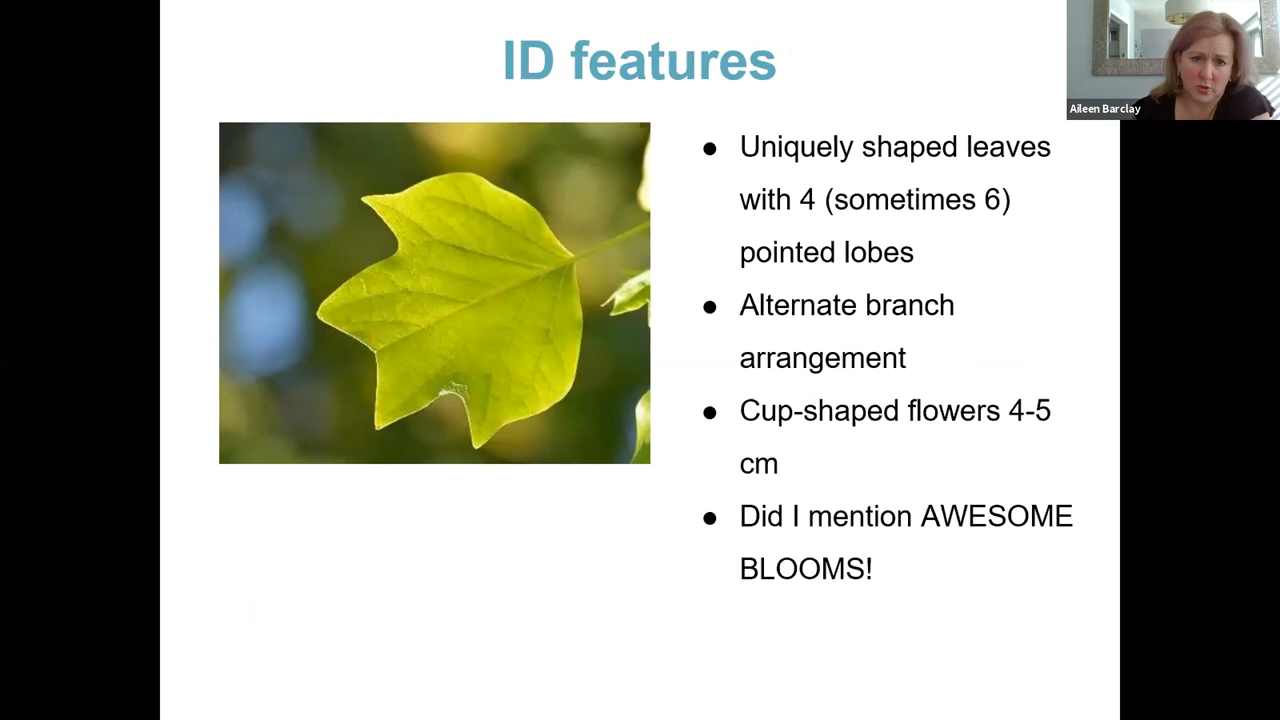 ID features
Aileen Barclay
● Uniquely shaped leaves
with 4 (sometimes 6)
pointed lobes
● Alternate branch
arrangement
● Cup-shaped flowers 4-5
cm
● Did I mention AWESOME
BLOOMS!